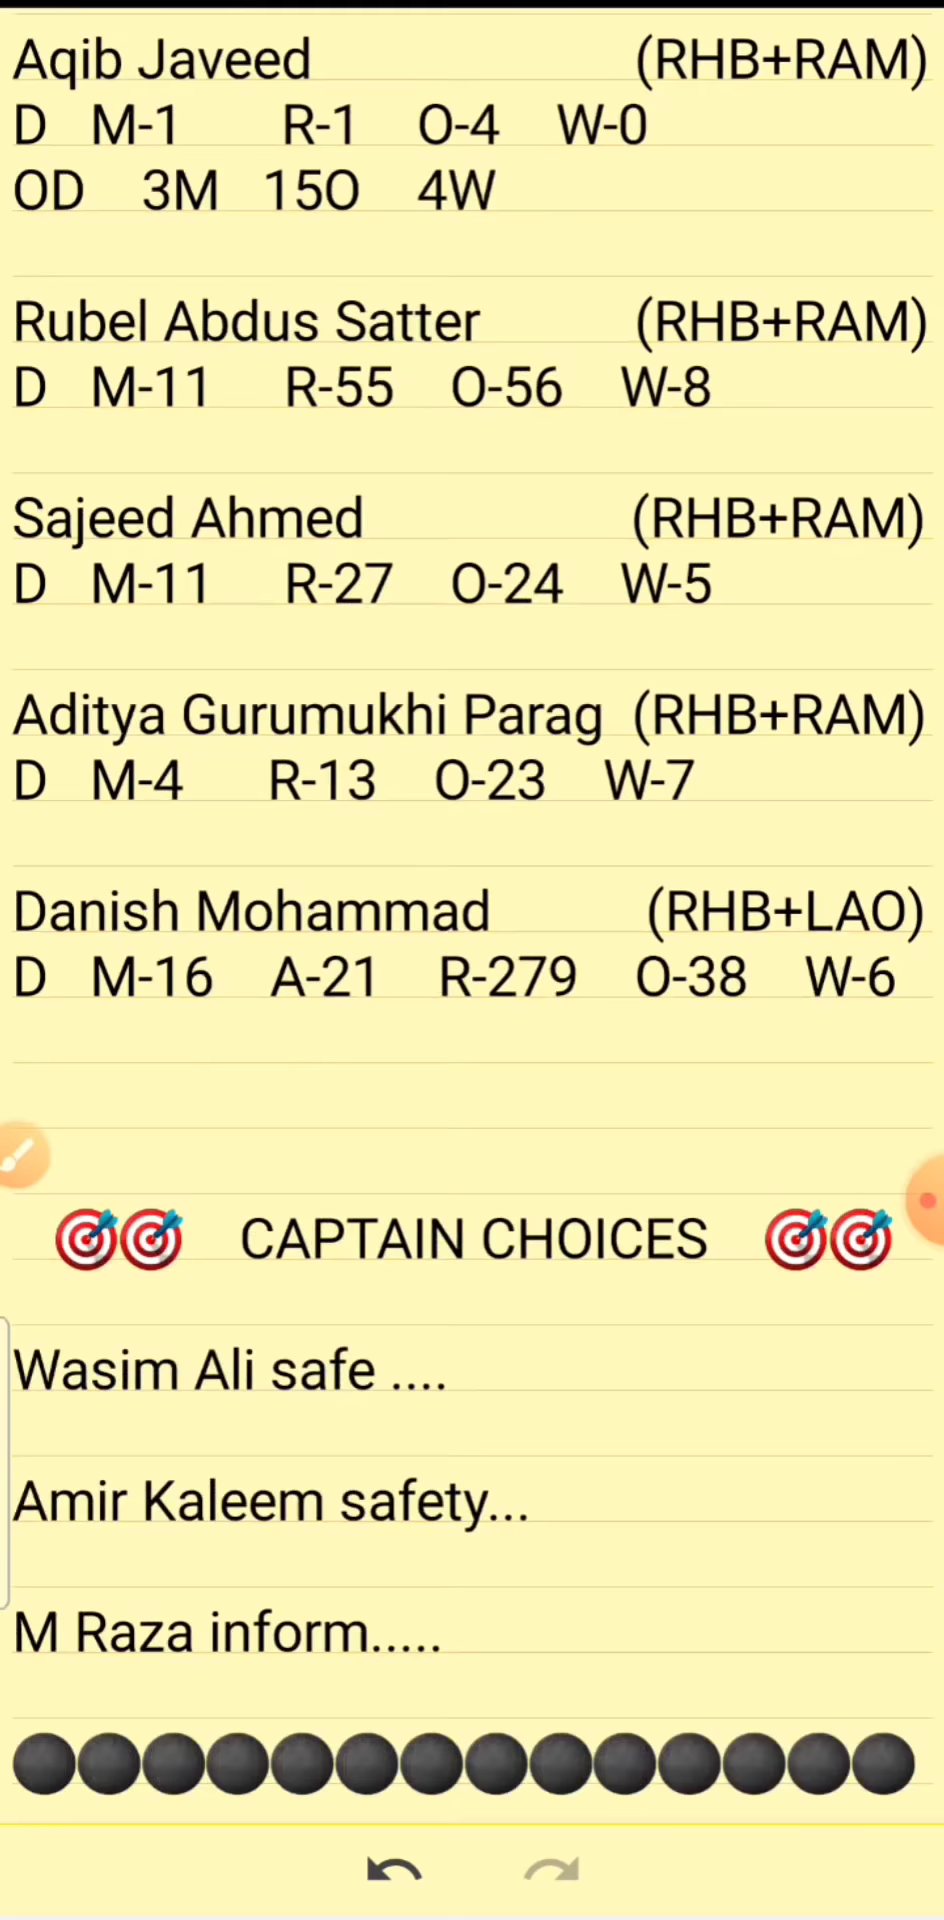 Aqib Javeed (RHB+RAM)
D M-1 R-1 O-4 W-0
OD 3M 15O 4W
Rubel Abdus Satter (RHB+RAM)
D M-11 R-55 O-56 W-8
Sajeed Ahmed (RHB+RAM)
D M-11 R-27 O-24 W-5
Aditya Gurumukhi Parag (RHB+RAM)
D M-4 R-13 O-23 W-7
Danish Mohammad (RHB+LAO)
D M-16 A-21 R-279 O-38 W-6
🎯🎯 CAPTAIN CHOICES 🎯🎯
Wasim Ali safe ....
Amir Kaleem safety...
M Raza inform.....